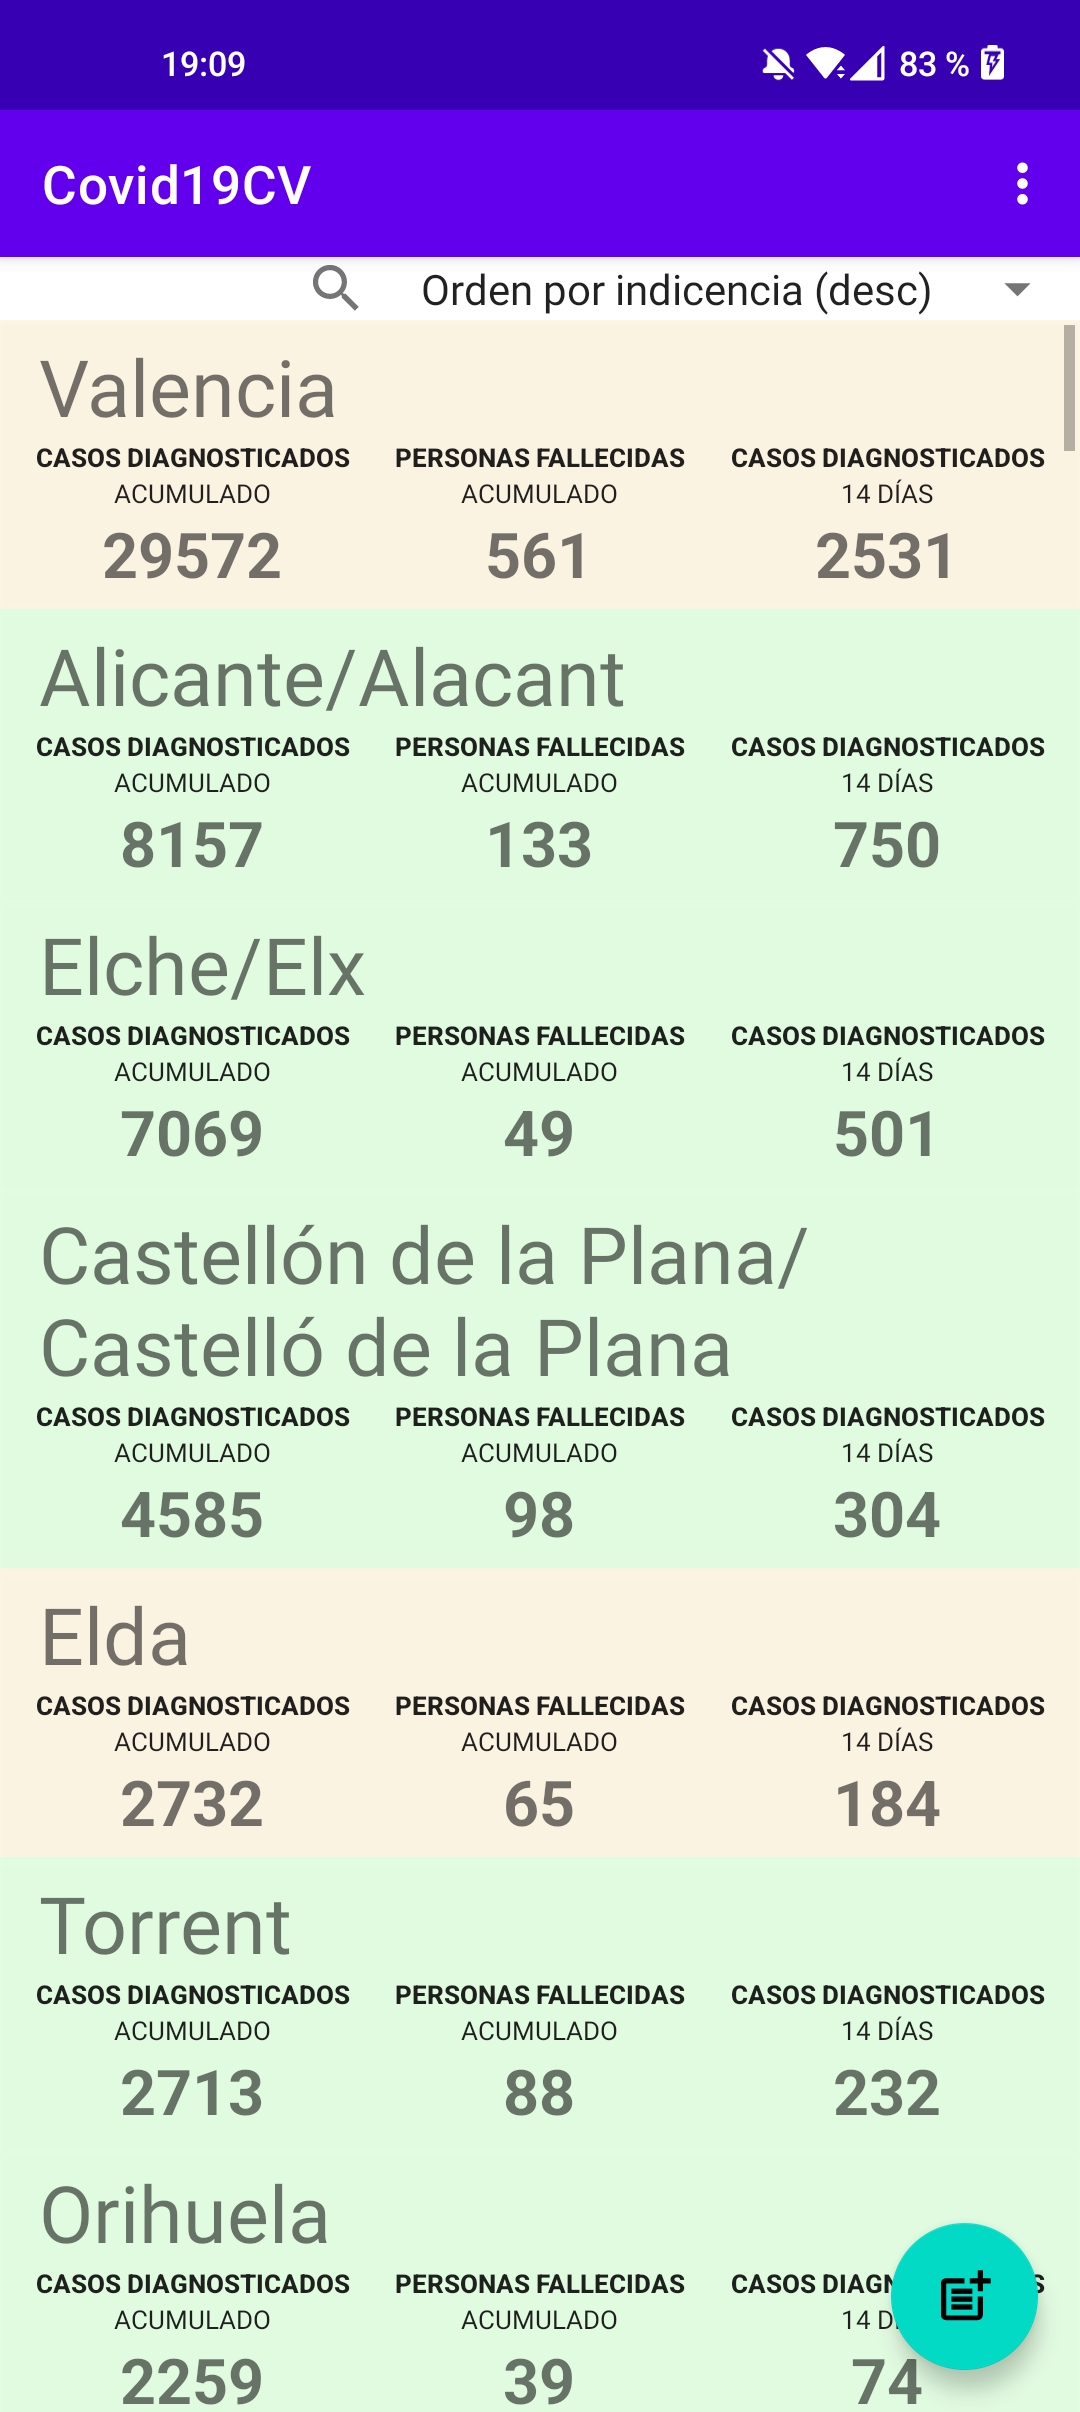 19:09 83 %
Covid19CV
Orden por indicencia (desc)
Valencia
CASOS DIAGNOSTICADOS PERSONAS FALLECIDAS CASOS DIAGNOSTICADOS
ACUMULADO ACUMULADO 14 DÍAS
29572 561 2531
Alicante/Alacant
CASOS DIAGNOSTICADOS PERSONAS FALLECIDAS CASOS DIAGNOSTICADOS
ACUMULADO ACUMULADO 14 DÍAS
8157 133 750
Elche/Elx
CASOS DIAGNOSTICADOS PERSONAS FALLECIDAS CASOS DIAGNOSTICADOS
ACUMULADO ACUMULADO 14 DÍAS
7069 49 501
Castellón de la Plana/
Castelló de la Plana
CASOS DIAGNOSTICADOS PERSONAS FALLECIDAS CASOS DIAGNOSTICADOS
ACUMULADO ACUMULADO 14 DÍAS
4585 98 304
Elda
CASOS DIAGNOSTICADOS PERSONAS FALLECIDAS CASOS DIAGNOSTICADOS
ACUMULADO ACUMULADO 14 DÍAS
2732 65 184
Torrent
CASOS DIAGNOSTICADOS PERSONAS FALLECIDAS CASOS DIAGNOSTICADOS
ACUMULADO ACUMULADO 14 DÍAS
2713 88 232
Orihuela
CASOS DIAGNOSTICADOS PERSONAS FALLECIDAS CASOS
ACUMULADO ACUMULADO 14
2259 39 74